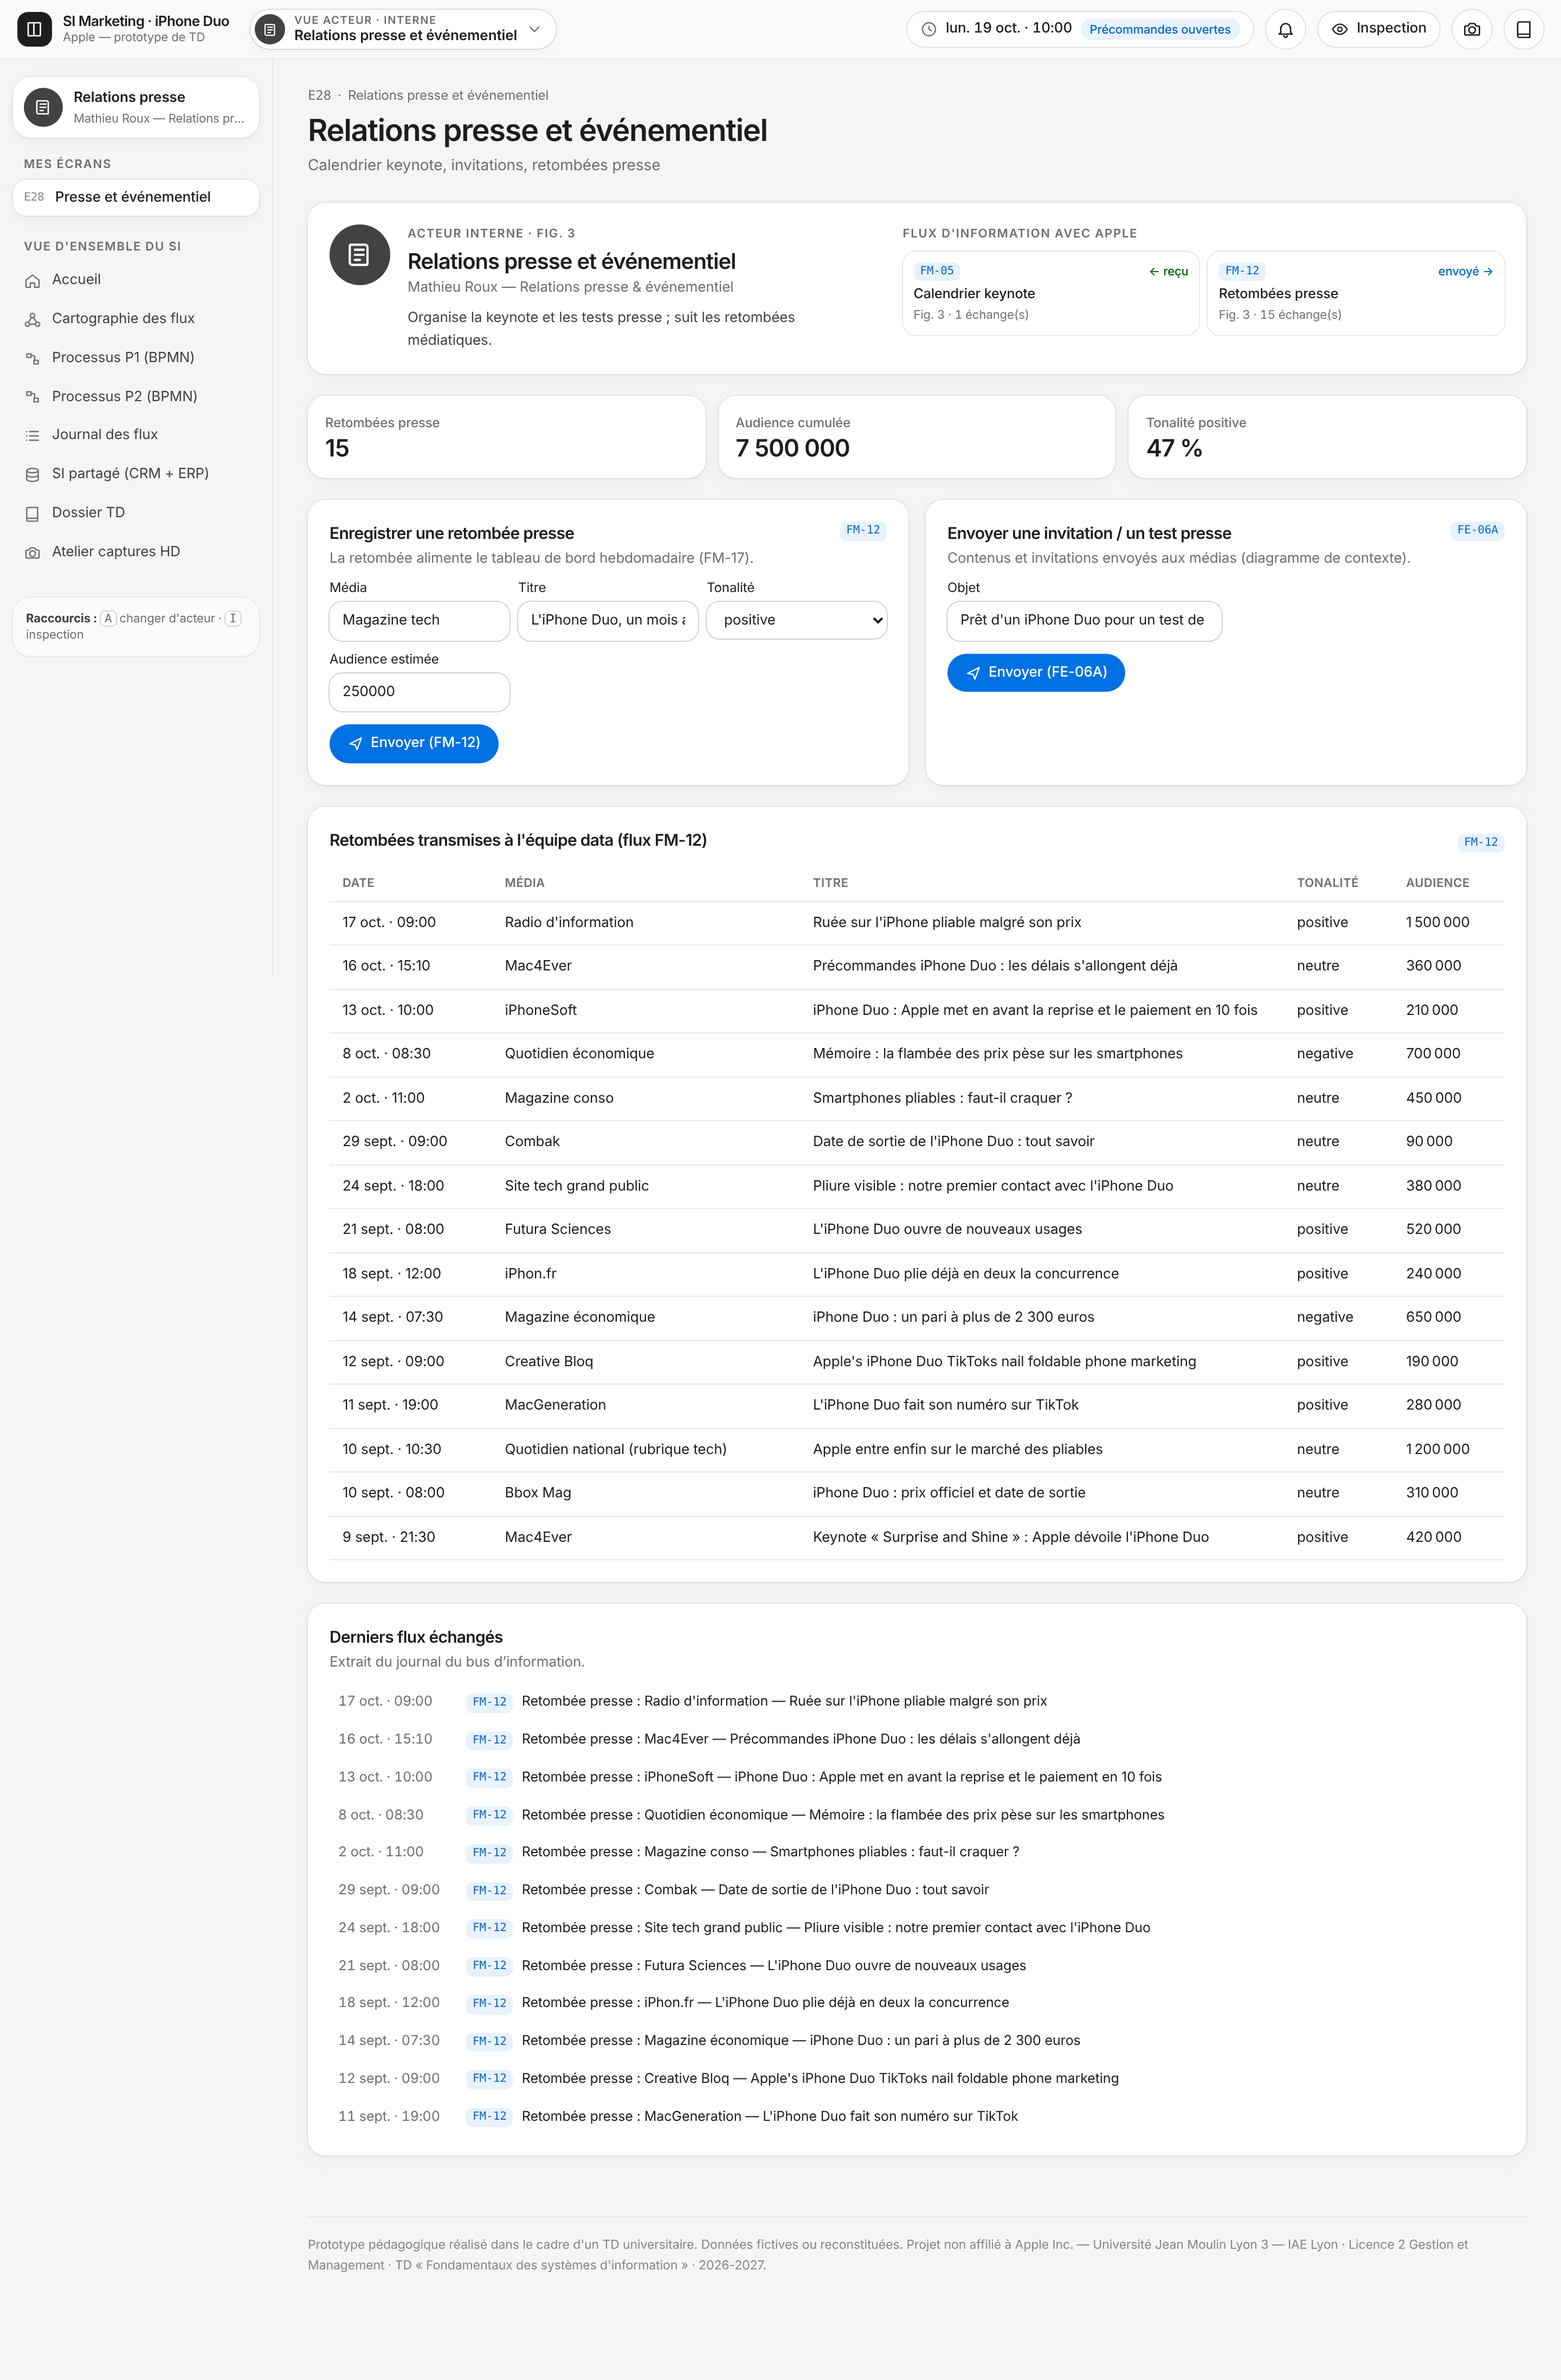 SI Marketing · iPhone Duo
Apple — prototype de TD
VUE ACTEUR · INTERNE
Relations presse et événementiel
lun. 19 oct. · 10:00 Précommandes ouvertes
Inspection
Relations presse
Mathieu Roux — Relations pr...
MES ÉCRANS
E28 Presse et événementiel
VUE D'ENSEMBLE DU SI
Accueil
Cartographie des flux
Processus P1 (BPMN)
Processus P2 (BPMN)
Journal des flux
SI partagé (CRM + ERP)
Dossier TD
Atelier captures HD
Raccourcis : A changer d'acteur · I
inspection
E28 · Relations presse et événementiel
Relations presse et événementiel
Calendrier keynote, invitations, retombées presse
ACTEUR INTERNE · FIG. 3
Relations presse et événementiel
Mathieu Roux — Relations presse & événementiel
Organise la keynote et les tests presse ; suit les retombées
médiatiques.
FLUX D'INFORMATION AVEC APPLE
FM-05 ← reçu
Calendrier keynote
Fig. 3 · 1 échange(s)
FM-12 envoyé →
Retombées presse
Fig. 3 · 15 échange(s)
Retombées presse
15
Audience cumulée
7 500 000
Tonalité positive
47 %
Enregistrer une retombée presse FM-12
La retombée alimente le tableau de bord hebdomadaire (FM-17).
Média Titre Tonalité
Magazine tech L'iPhone Duo, un mois positive
Audience estimée
250000
Envoyer (FM-12)
Envoyer une invitation / un test presse FE-06A
Contenus et invitations envoyés aux médias (diagramme de contexte).
Objet
Prêt d'un iPhone Duo pour un test de
Envoyer (FE-06A)
Retombées transmises à l'équipe data (flux FM-12) FM-12
DATE MÉDIA TITRE TONALITÉ AUDIENCE
17 oct. · 09:00 Radio d'information Ruée sur l'iPhone pliable malgré son prix positive 1 500 000
16 oct. · 15:10 Mac4Ever Précommandes iPhone Duo : les délais s'allongent déjà neutre 360 000
13 oct. · 10:00 iPhoneSoft iPhone Duo : Apple met en avant la reprise et le paiement en 10 fois positive 210 000
8 oct. · 08:30 Quotidien économique Mémoire : la flambée des prix pèse sur les smartphones negative 700 000
2 oct. · 11:00 Magazine conso Smartphones pliables : faut-il craquer ? neutre 450 000
29 sept. · 09:00 Combak Date de sortie de l'iPhone Duo : tout savoir neutre 90 000
24 sept. · 18:00 Site tech grand public Pliure visible : notre premier contact avec l'iPhone Duo neutre 380 000
21 sept. · 08:00 Futura Sciences L'iPhone Duo ouvre de nouveaux usages positive 520 000
18 sept. · 12:00 iPhon.fr L'iPhone Duo plie déjà en deux la concurrence positive 240 000
14 sept. · 07:30 Magazine économique iPhone Duo : un pari à plus de 2 300 euros negative 650 000
12 sept. · 09:00 Creative Bloq Apple's iPhone Duo TikToks nail foldable phone marketing positive 190 000
11 sept. · 19:00 MacGeneration L'iPhone Duo fait son numéro sur TikTok positive 280 000
10 sept. · 10:30 Quotidien national (rubrique tech) Apple entre enfin sur le marché des pliables neutre 1 200 000
10 sept. · 08:00 Bbox Mag iPhone Duo : prix officiel et date de sortie neutre 310 000
9 sept. · 21:30 Mac4Ever Keynote « Surprise and Shine » : Apple dévoile l'iPhone Duo positive 420 000
Derniers flux échangés
Extrait du journal du bus d’information.
17 oct. · 09:00 FM-12 Retombée presse : Radio d'information — Ruée sur l'iPhone pliable malgré son prix
16 oct. · 15:10 FM-12 Retombée presse : Mac4Ever — Précommandes iPhone Duo : les délais s'allongent déjà
13 oct. · 10:00 FM-12 Retombée presse : iPhoneSoft — iPhone Duo : Apple met en avant la reprise et le paiement en 10 fois
8 oct. · 08:30 FM-12 Retombée presse : Quotidien économique — Mémoire : la flambée des prix pèse sur les smartphones
2 oct. · 11:00 FM-12 Retombée presse : Magazine conso — Smartphones pliables : faut-il craquer ?
29 sept. · 09:00 FM-12 Retombée presse : Combak — Date de sortie de l'iPhone Duo : tout savoir
24 sept. · 18:00 FM-12 Retombée presse : Site tech grand public — Pliure visible : notre premier contact avec l'iPhone Duo
21 sept. · 08:00 FM-12 Retombée presse : Futura Sciences — L'iPhone Duo ouvre de nouveaux usages
18 sept. · 12:00 FM-12 Retombée presse : iPhon.fr — L'iPhone Duo plie déjà en deux la concurrence
14 sept. · 07:30 FM-12 Retombée presse : Magazine économique — iPhone Duo : un pari à plus de 2 300 euros
12 sept. · 09:00 FM-12 Retombée presse : Creative Bloq — Apple's iPhone Duo TikToks nail foldable phone marketing
11 sept. · 19:00 FM-12 Retombée presse : MacGeneration — L'iPhone Duo fait son numéro sur TikTok
Prototype pédagogique réalisé dans le cadre d'un TD universitaire. Données fictives ou reconstituées. Projet non affilié à Apple Inc. — Université Jean Moulin Lyon 3 — IAE Lyon · Licence 2 Gestion et
Management · TD « Fondamentaux des systèmes d'information » · 2026-2027.